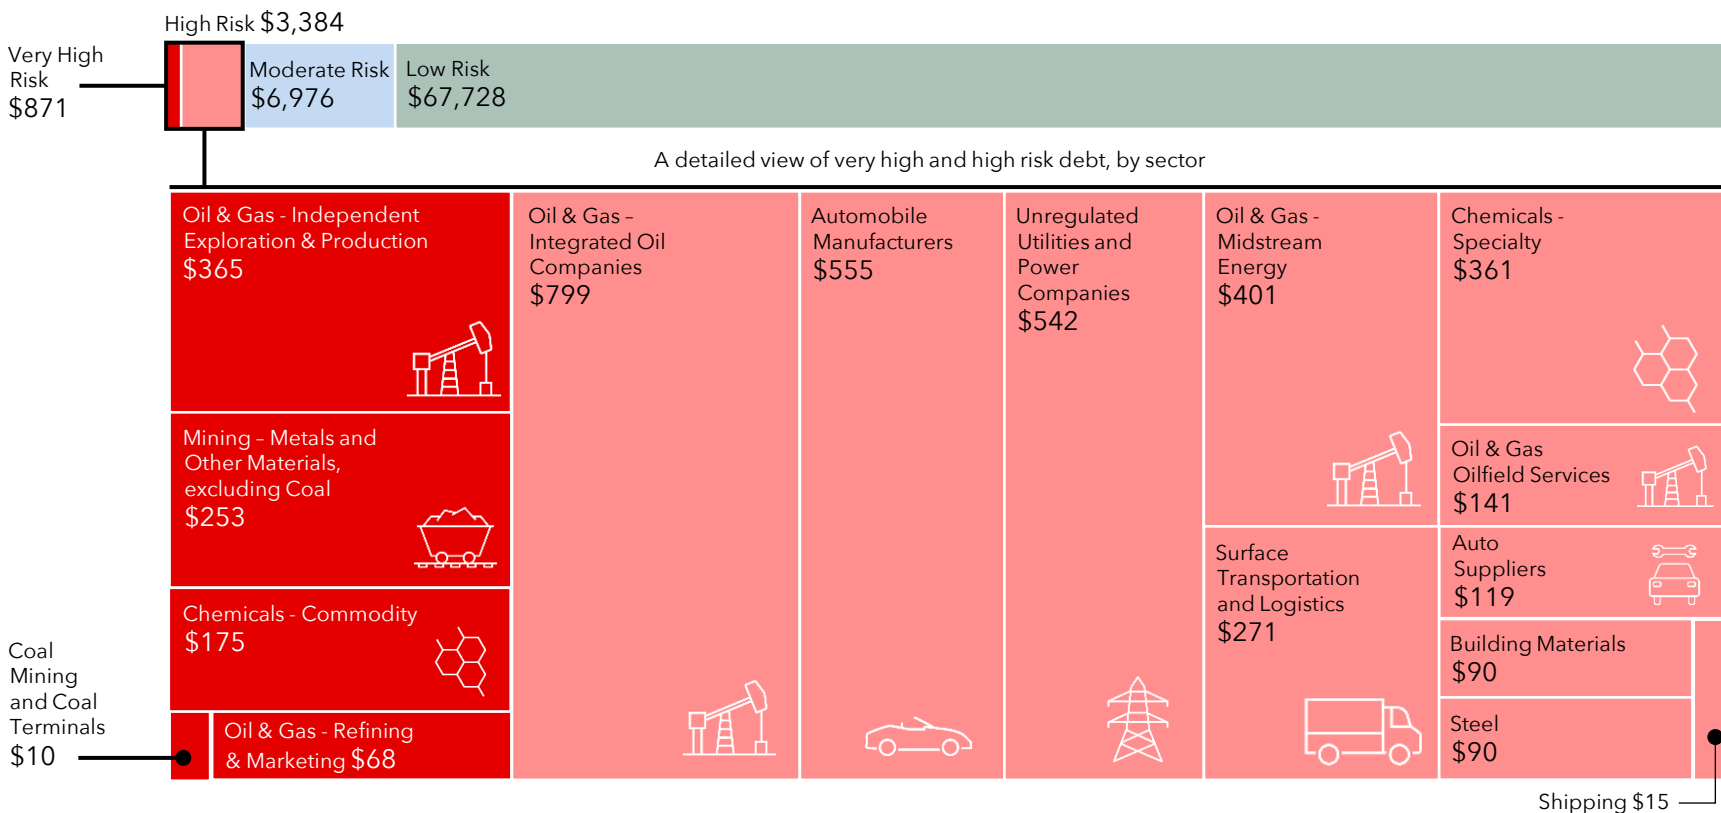 High Risk $3,384
Very High
Risk
$871
Moderate Risk
$6,976
Low Risk
$67,728
A detailed view of very high and high risk debt, by sector
Oil & Gas - Independent
Exploration & Production
$365
Mining – Metals and
Other Materials,
excluding Coal
$253
Chemicals - Commodity
$175
Coal
Mining
and Coal
Terminals
$10
Oil & Gas - Refining
& Marketing $68
Oil & Gas –
Integrated Oil
Companies
$799
Automobile
Manufacturers
$555
Unregulated
Utilities and
Power
Companies
$542
Oil & Gas -
Midstream
Energy
$401
Surface
Transportation
and Logistics
$271
Chemicals -
Specialty
$361
Oil & Gas
Oilfield Services
$141
Auto
Suppliers
$119
Building Materials
$90
Steel
$90
Shipping $15